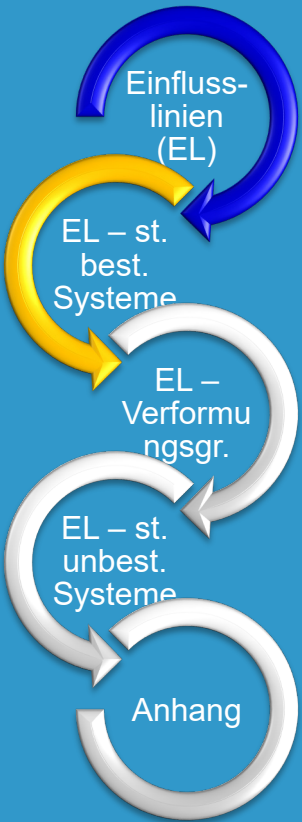 Einfluss-
linien
(EL)
EL – st.
best.
Systeme
EL –
Verformu
ngsgr.
EL – st.
unbest.
Systeme
Anhang